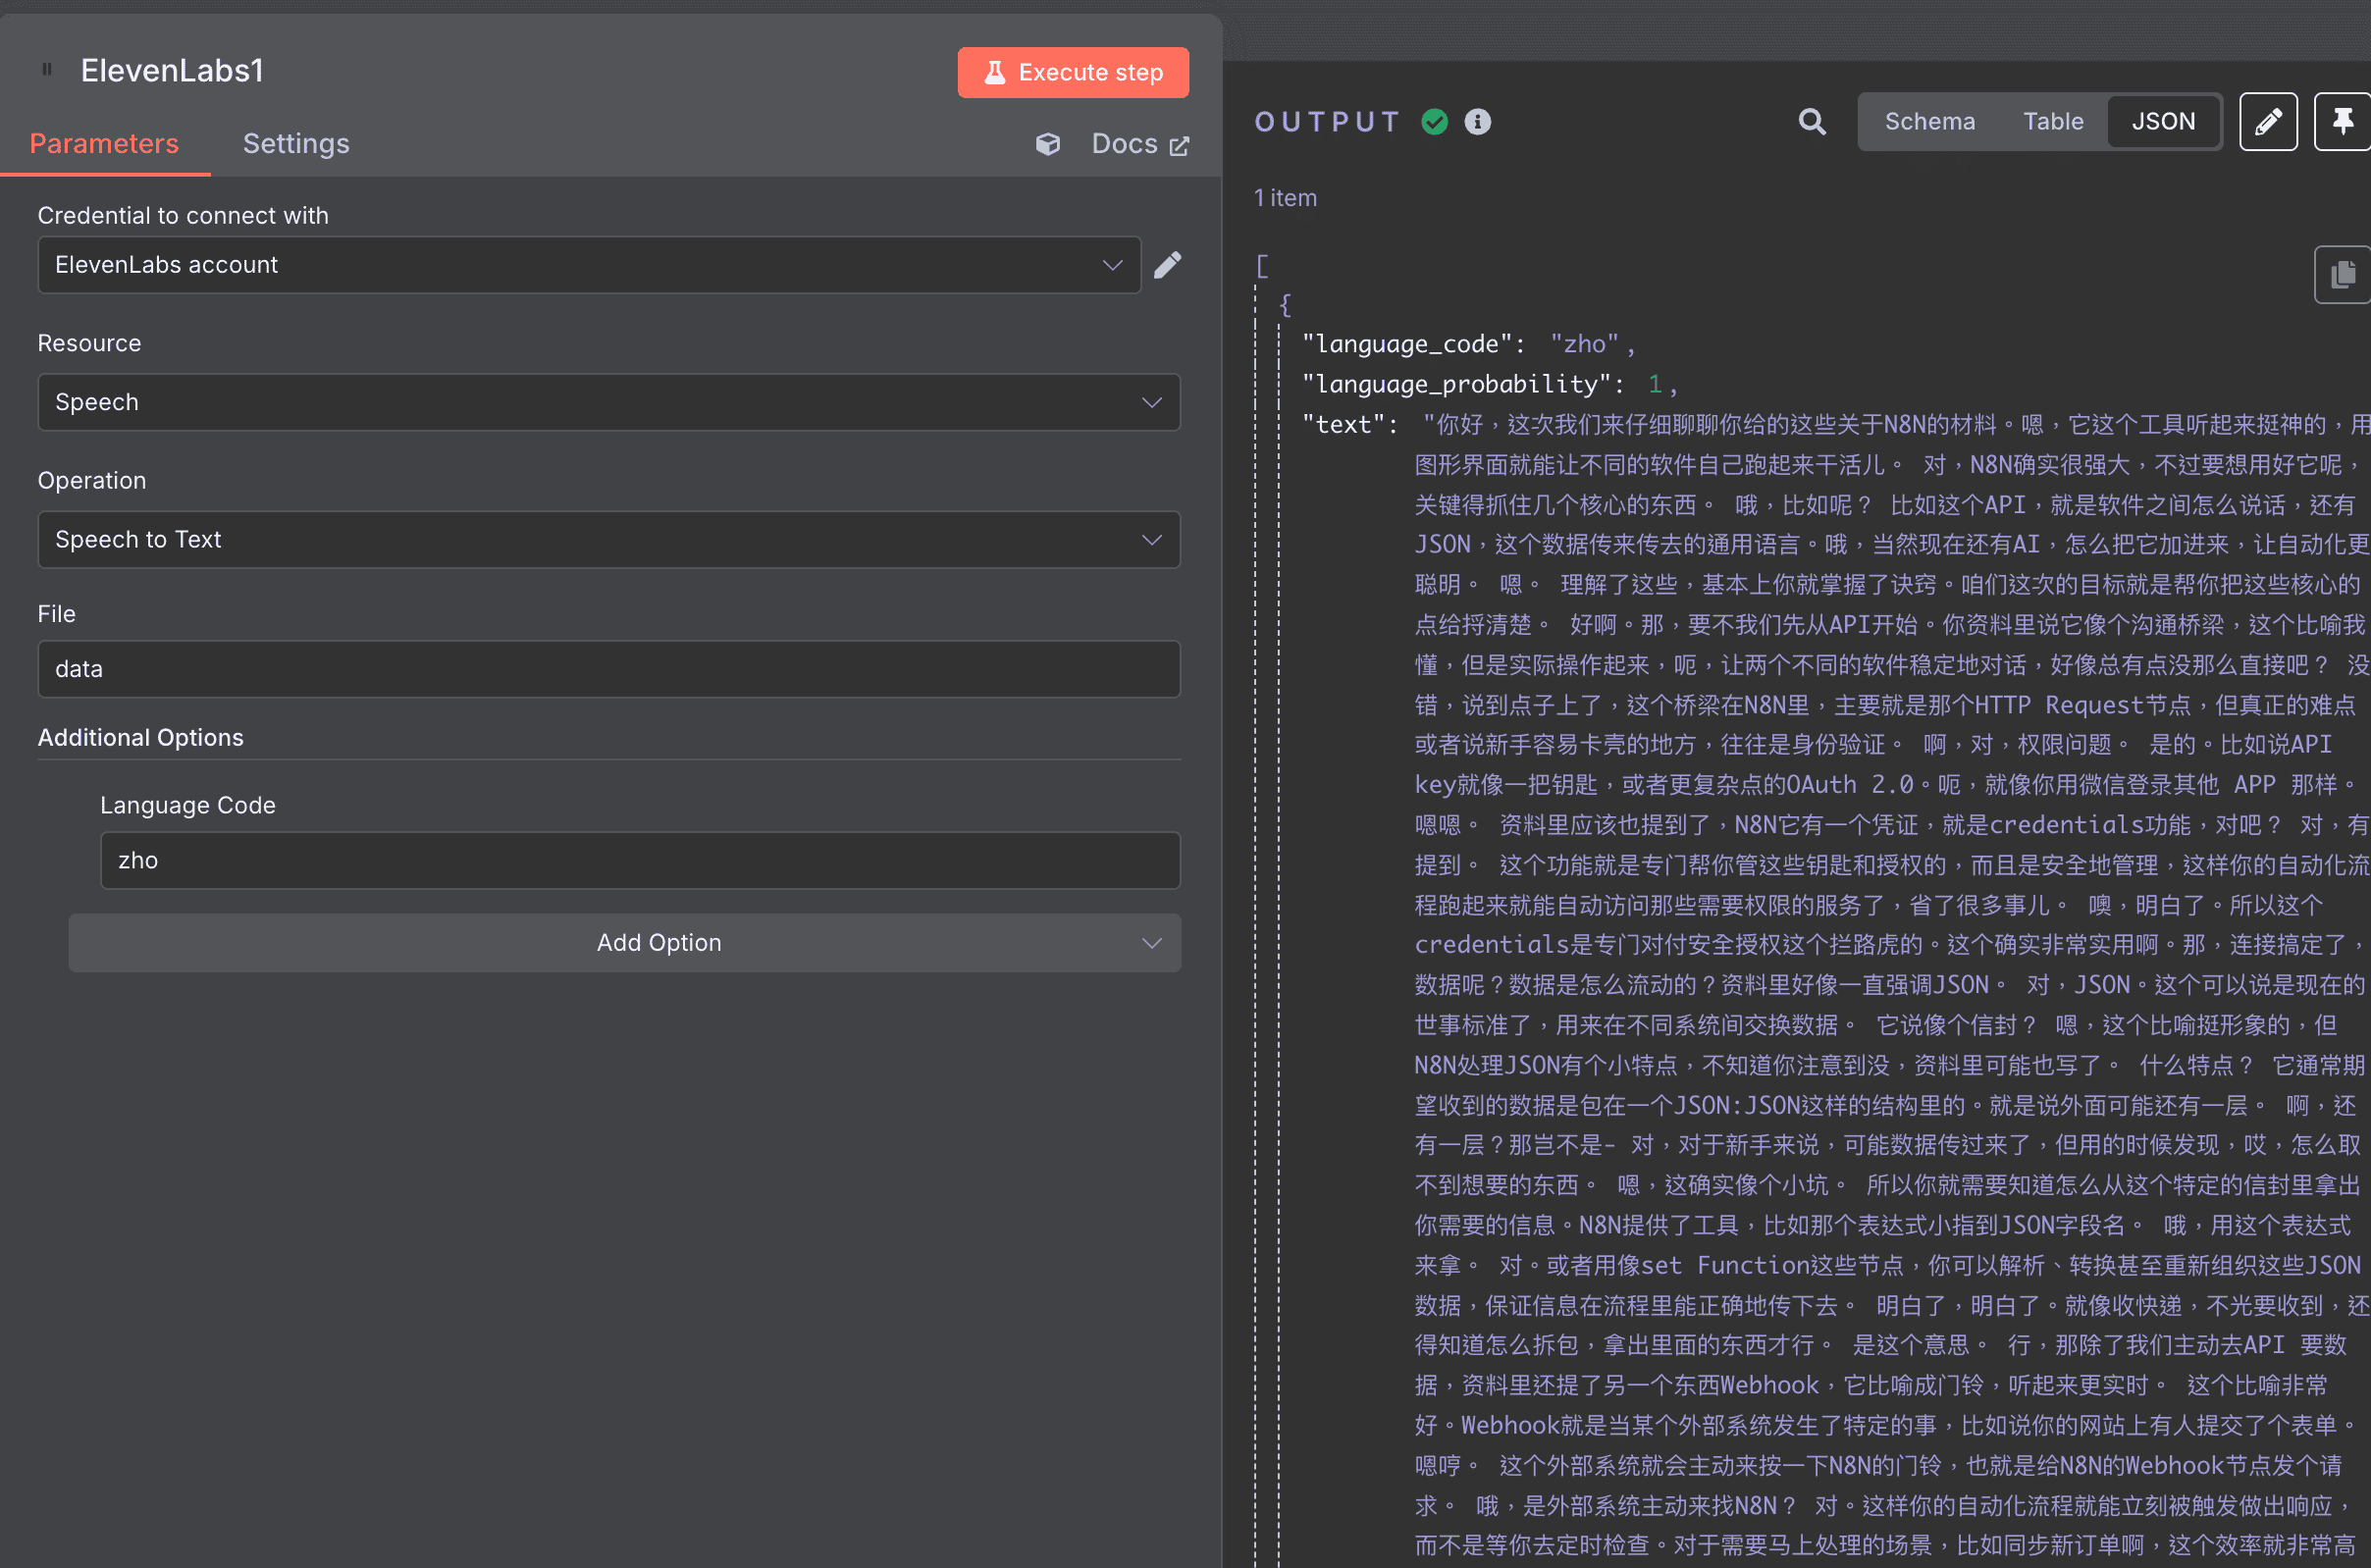 ElevenLabs1
Execute step
Parameters
Settings
Docs
Credential to connect with
ElevenLabs account
Resource
Speech
Operation
Speech to Text
File
data
Additional Options
Language Code
zho
Add Option
OUTPUT
Schema
Table
JSON
1 item
[
{
"language_code": "zho",
"language_probability": 1,
"text": "你好，这次我们来仔细聊聊你给的这些关于N8N的材料。嗯，它这个工具听起来挺神的，用
图形界面就能让不同的软件自己跑起来干活儿。 对，N8N确实很强大，不过要想用好它呢，
关键得抓住几个核心的东西。 哦，比如呢？ 比如这个API，就是软件之间怎么说话，还有
JSON，这个数据传来传去的通用语言。哦，当然现在还有AI，怎么把它加进来，让自动化更
聪明。 嗯。 理解了这些，基本上你就掌握了诀窍。咱们这次的目标就是帮你把这些核心的
点给捋清楚。 好啊。那，要不我们先从API开始。你资料里说它像个沟通桥梁，这个比喻我
懂，但是实际操作起来，呃，让两个不同的软件稳定地对话，好像总有点没那么直接吧？ 没
错，说到点子上了，这个桥梁在N8N里，主要就是那个HTTP Request节点，但真正的难点
或者说新手容易卡壳的地方，往往是身份验证。 啊，对，权限问题。 是的。比如说API
key就像一把钥匙，或者更复杂点的OAuth 2.0。呃，就像你用微信登录其他 APP 那样。
嗯嗯。 资料里应该也提到了，N8N它有一个凭证，就是credentials功能，对吧？ 对，有
提到。 这个功能就是专门帮你管这些钥匙和授权的，而且是安全地管理，这样你的自动化流
程跑起来就能自动访问那些需要权限的服务了，省了很多事儿。 噢，明白了。所以这个
credentials是专门对付安全授权这个拦路虎的。这个确实非常实用啊。那，连接搞定了，
数据呢？数据是怎么流动的？资料里好像一直强调JSON。 对，JSON。这个可以说是现在的
世事标准了，用来在不同系统间交换数据。 它说像个信封？ 嗯，这个比喻挺形象的，但
N8N处理JSON有个小特点，不知道你注意到没，资料里可能也写了。 什么特点？ 它通常期
望收到的数据是包在一个JSON:JSON这样的结构里的。就是说外面可能还有一层。 啊，还
有一层？那岂不是- 对，对于新手来说，可能数据传过来了，但用的时候发现，哎，怎么取
不到想要的东西。 嗯，这确实像个小坑。 所以你就需要知道怎么从这个特定的信封里拿出
你需要的信息。N8N提供了工具，比如那个表达式小指到JSON字段名。 哦，用这个表达式
来拿。 对。或者用像set Function这些节点，你可以解析、转换甚至重新组织这些JSON
数据，保证信息在流程里能正确地传下去。 明白了，明白了。就像收快递，不光要收到，还
得知道怎么拆包，拿出里面的东西才行。 是这个意思。 行，那除了我们主动去API 要数
据，资料里还提了另一个东西Webhook，它比喻成门铃，听起来更实时。 这个比喻非常
好。Webhook就是当某个外部系统发生了特定的事，比如说你的网站上有人提交了个表单。
嗯哼。 这个外部系统就会主动来按一下N8N的门铃，也就是给N8N的Webhook节点发个请
求。 哦，是外部系统主动来找N8N？ 对。这样你的自动化流程就能立刻被触发做出响应，
而不是等你去定时检查。对于需要马上处理的场景，比如同步新订单啊，这个效率就非常高